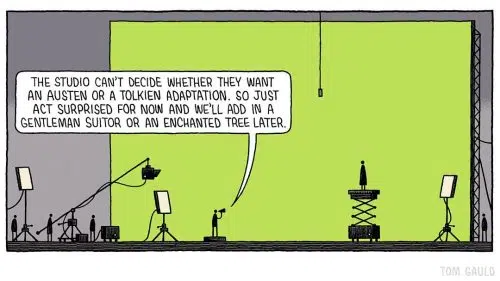 THE STUDIO CAN'T DECIDE WHETHER THEY WANT
AN AUSTEN OR A TOLKIEN ADAPTATION. SO JUST
ACT SURPRISED FOR NOW AND WE'LL ADD IN A
GENTLEMAN SUITOR OR AN ENCHANTED TREE LATER.
TOM GAULD